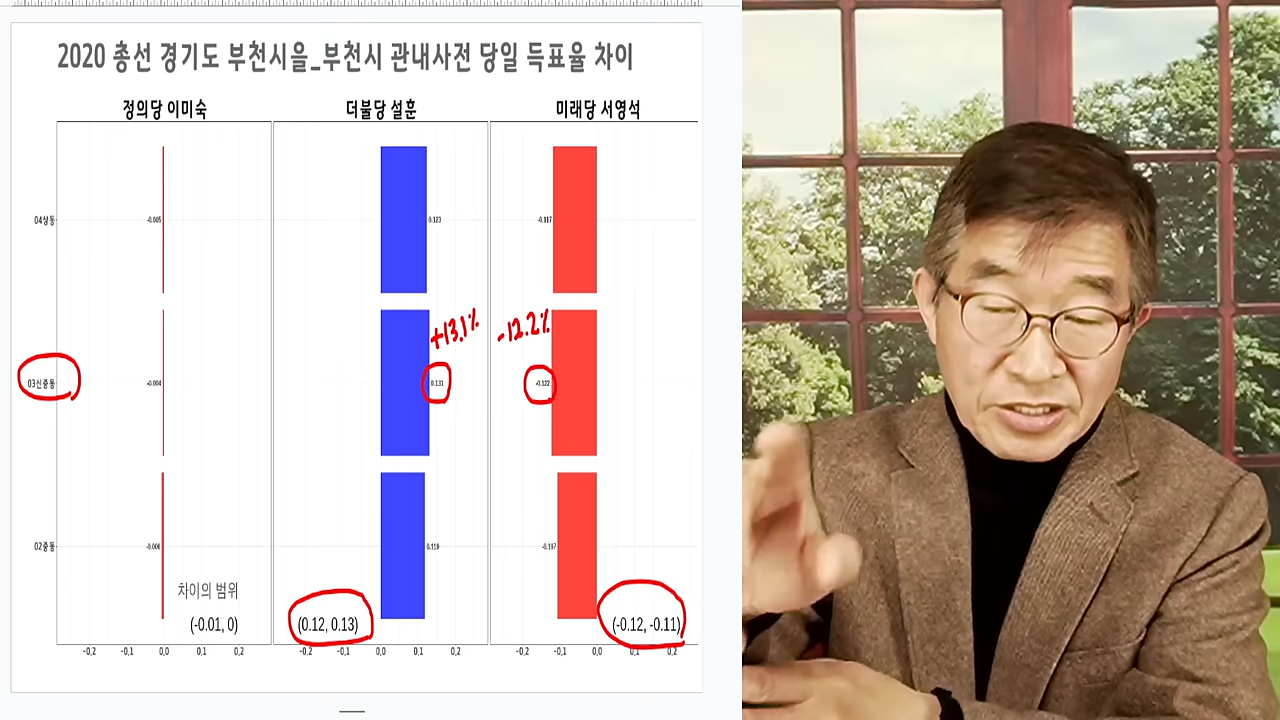 2020 총선 경기도 부천시을_부천시 관내사전 당일 득표율 차이
정의당 이미숙 더불당 설훈 미래당 서영석
04상동 -0.005 0.123 -0.117
+13.1% -12.2%
03신중동 -0.004 0.131 -0.122
02중동 -0.006 0.119
차이의 범위
(-0.01, 0) (0.12, 0.13) (-0.12, -0.11)
-0,2 -0,1 0,0 0,1 0,2 -0,2 -0,1 0,0 0,1 0,2 -0,2 -0,1 0,0 0,1 0,2